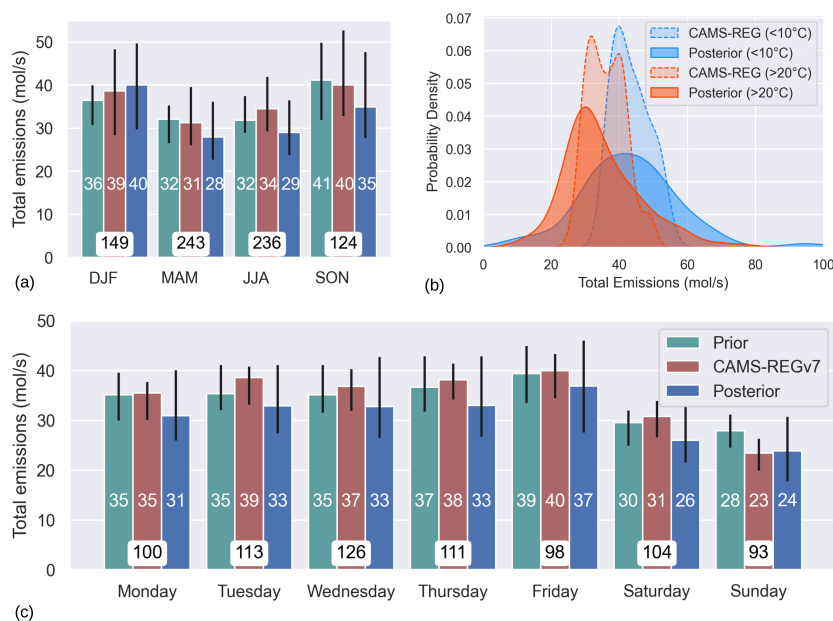 (a)
Total emissions (mol/s)
50
40
30
20
10
0
36 39 40
32 31 28
32 34 29
41 40 35
149
243
236
124
DJF
MAM
JJA
SON
(b)
Probability Density
0.07
0.06
0.05
0.04
0.03
0.02
0.01
0.00
CAMS-REG (<10°C)
Posterior (<10°C)
CAMS-REG (>20°C)
Posterior (>20°C)
0 20 40 60 80 100
Total Emissions (mol/s)
(c)
Total emissions (mol/s)
50
40
30
20
10
0
Prior
CAMS-REGv7
Posterior
35 35 31
35 39 33
35 37 33
37 38 33
39 40 37
30 31 26
28 23 24
100
113
126
111
98
104
93
Monday
Tuesday
Wednesday
Thursday
Friday
Saturday
Sunday